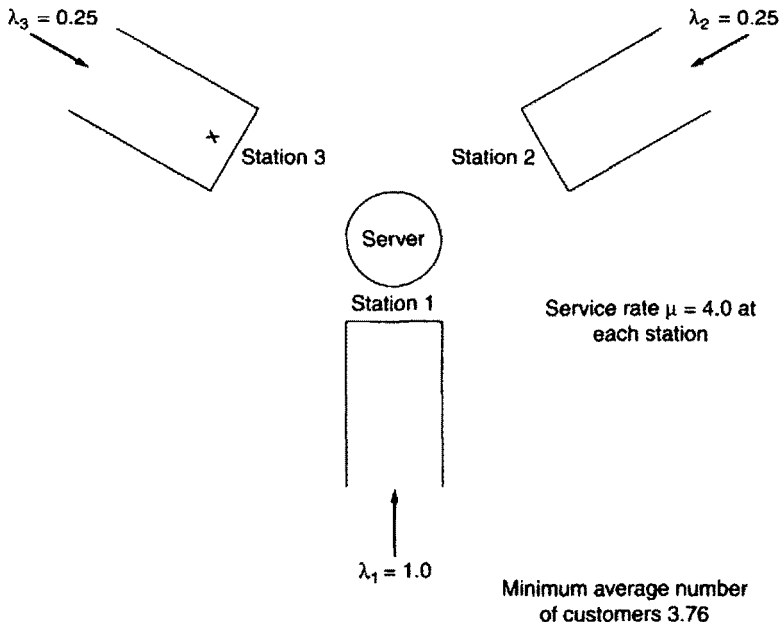 λ3 = 0.25
λ2 = 0.25
x
Station 3
Station 2
Server
Station 1
Service rate μ = 4.0 at
each station
λ1 = 1.0
Minimum average number
of customers 3.76